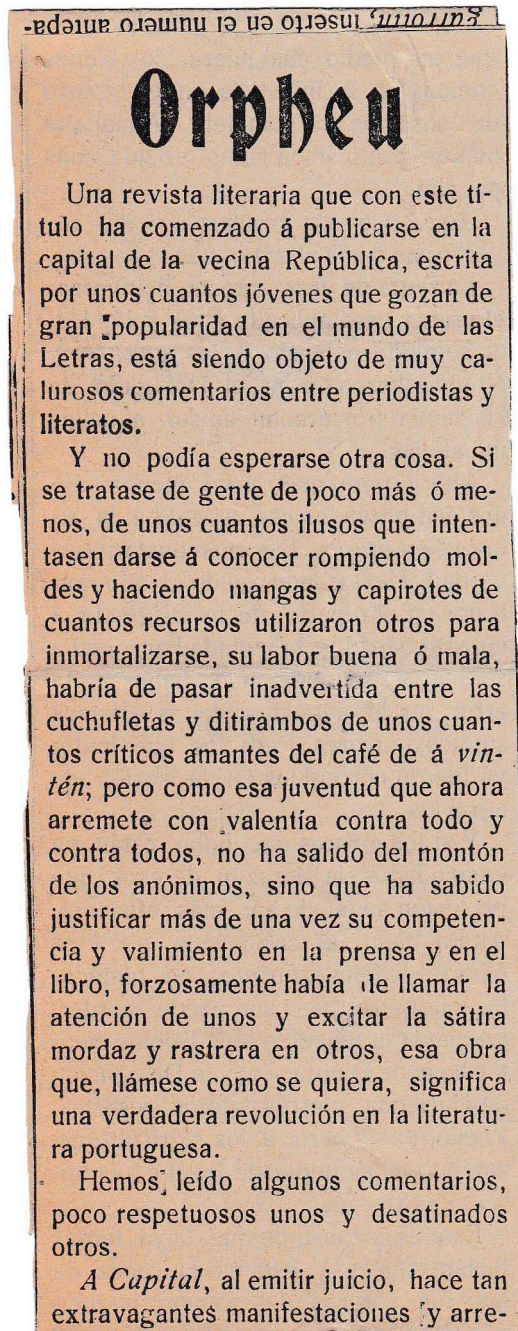 garrotín, inserto en el numero antepa-
Orpheu
Una revista literaria que con este tí-
tulo ha comenzado á publicarse en la
capital de la vecina República, escrita
por unos cuantos jóvenes que gozan de
gran popularidad en el mundo de las
Letras, está siendo objeto de muy ca-
lurosos comentarios entre periodistas y
literatos.
Y no podía esperarse otra cosa. Si
se tratase de gente de poco más ó me-
nos, de unos cuantos ilusos que inten-
tasen darse á conocer rompiendo mol-
des y haciendo mangas y capirotes de
cuantos recursos utilizaron otros para
inmortalizarse, su labor buena ó mala,
habría de pasar inadvertida entre las
cuchufletas y ditirambos de unos cuan-
tos críticos amantes del café de á vin-
tén; pero como esa juventud que ahora
arremete con valentía contra todo y
contra todos, no ha salido del montón
de los anónimos, sino que ha sabido
justificar más de una vez su competen-
cia y valimiento en la prensa y en el
libro, forzosamente había de llamar la
atención de unos y excitar la sátira
mordaz y rastrera en otros, esa obra
que, llámese como se quiera, significa
una verdadera revolución en la literatu-
ra portuguesa.
Hemos leído algunos comentarios,
poco respetuosos unos y desatinados
otros.
A Capital, al emitir juicio, hace tan
extravagantes manifestaciones y arre-